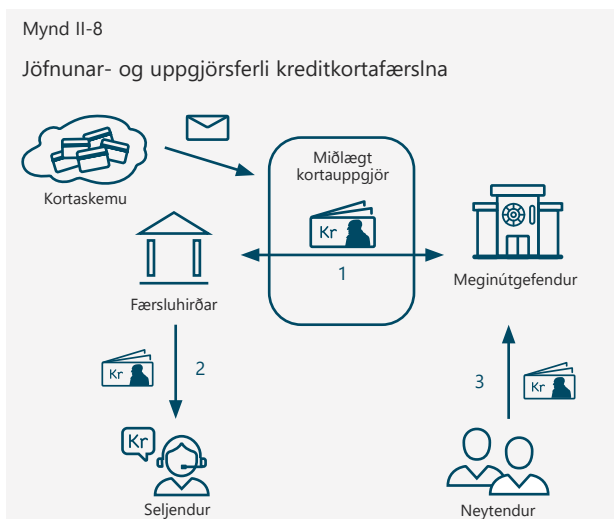 Mynd II-8
Jöfnunar- og uppgjörsferli kreditkortafærslna
Kortaskemu
Miðlægt
kortauppgjör
Kr
1
Færsluhirðar
Meginútgefendur
Kr
2
3
Kr
Kr
Seljendur
Neytendur